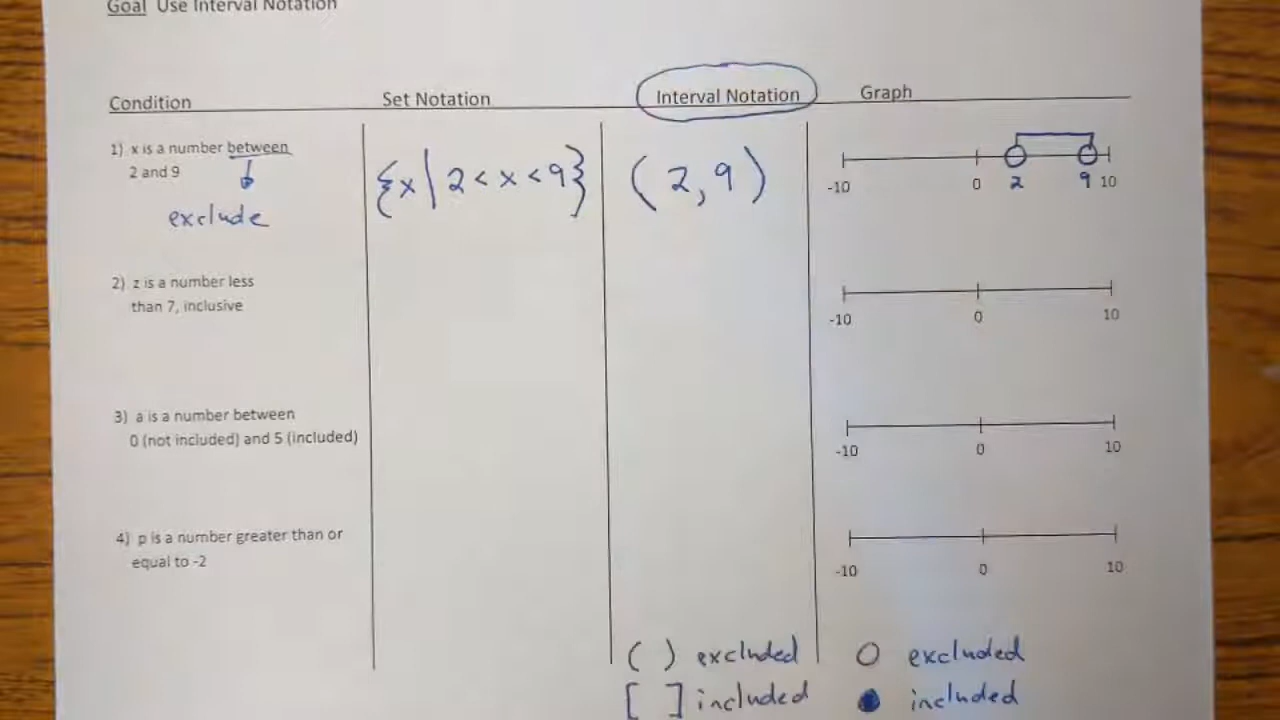 Goal Use Interval Notation
Condition Set Notation Interval Notation Graph
1) x is a number between
2 and 9
exclude
{x | 2 < x < 9}
(2, 9)
-10 0 2 9 10
2) z is a number less
than 7, inclusive
-10 0 10
3) a is a number between
0 (not included) and 5 (included)
-10 0 10
4) p is a number greater than or
equal to -2
-10 0 10
( ) excluded
[ ] included
excluded
included